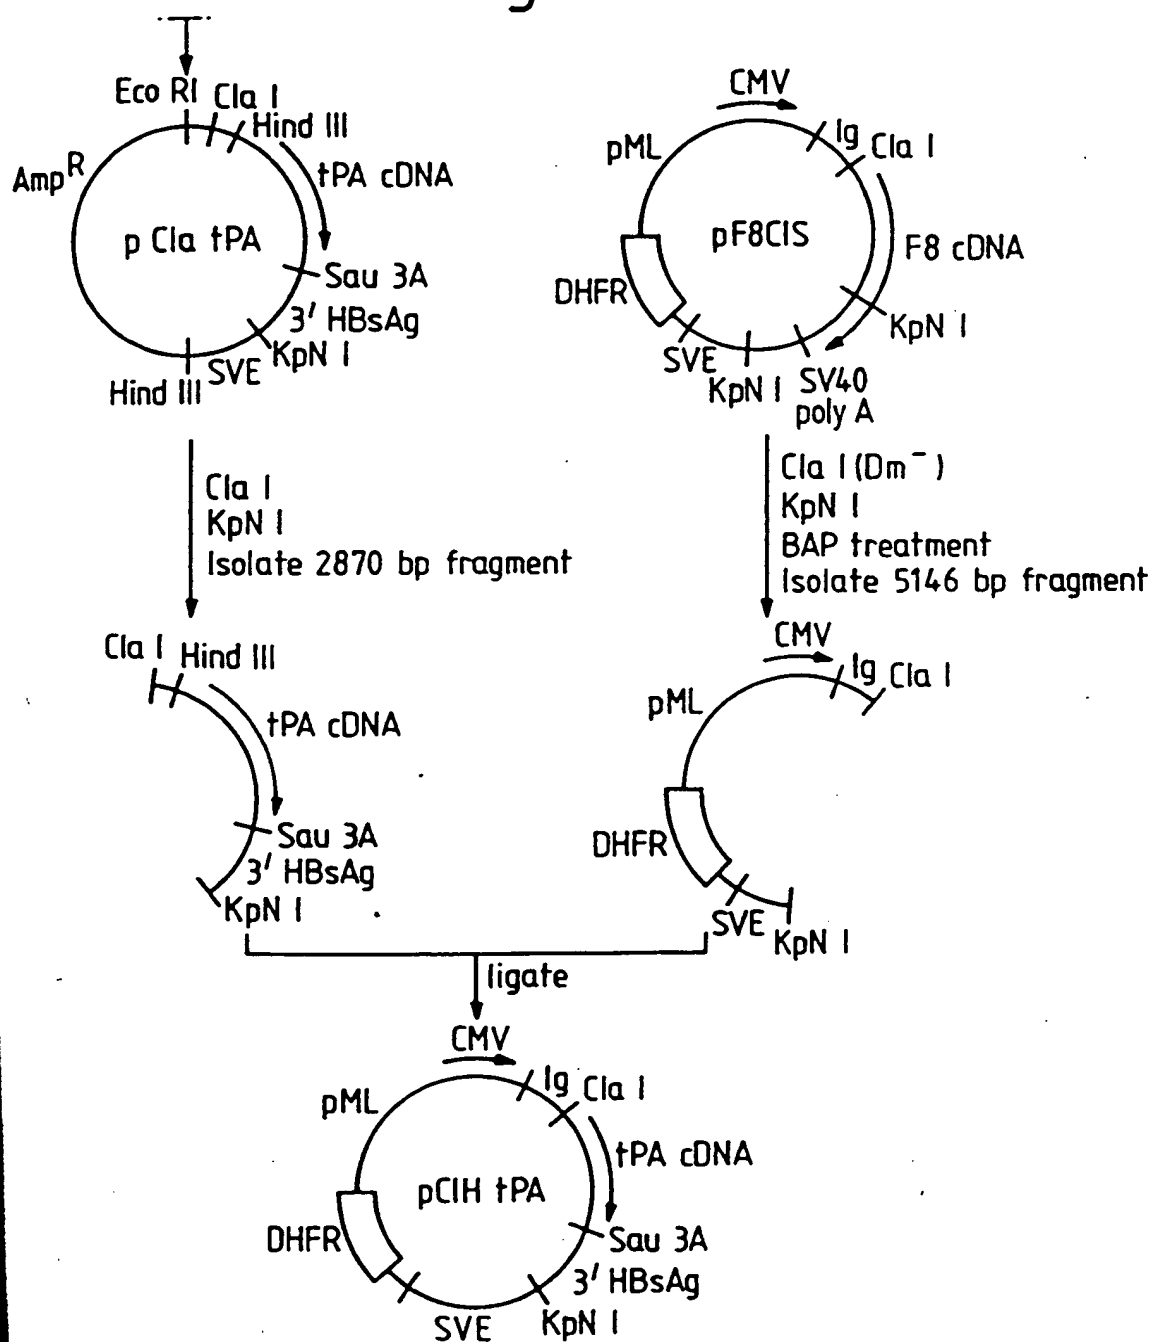 Eco RI
Cla I
Hind III
Amp^R
tPA cDNA
p Cla tPA
Sau 3A
3' HBsAg
KpN I
SVE
Hind III
CMV
Ig
Cla I
pML
pF8CIS
F8 cDNA
DHFR
KpN I
SVE
KpN I
SV40
poly A
Cla I
KpN I
Isolate 2870 bp fragment
Cla I (Dm⁻)
KpN I
BAP treatment
Isolate 5146 bp fragment
Cla I
Hind III
tPA cDNA
Sau 3A
3' HBsAg
KpN I
CMV
Ig
Cla I
pML
DHFR
SVE
KpN I
ligate
CMV
Ig
Cla I
pML
tPA cDNA
pCIH tPA
DHFR
Sau 3A
3' HBsAg
SVE
KpN I